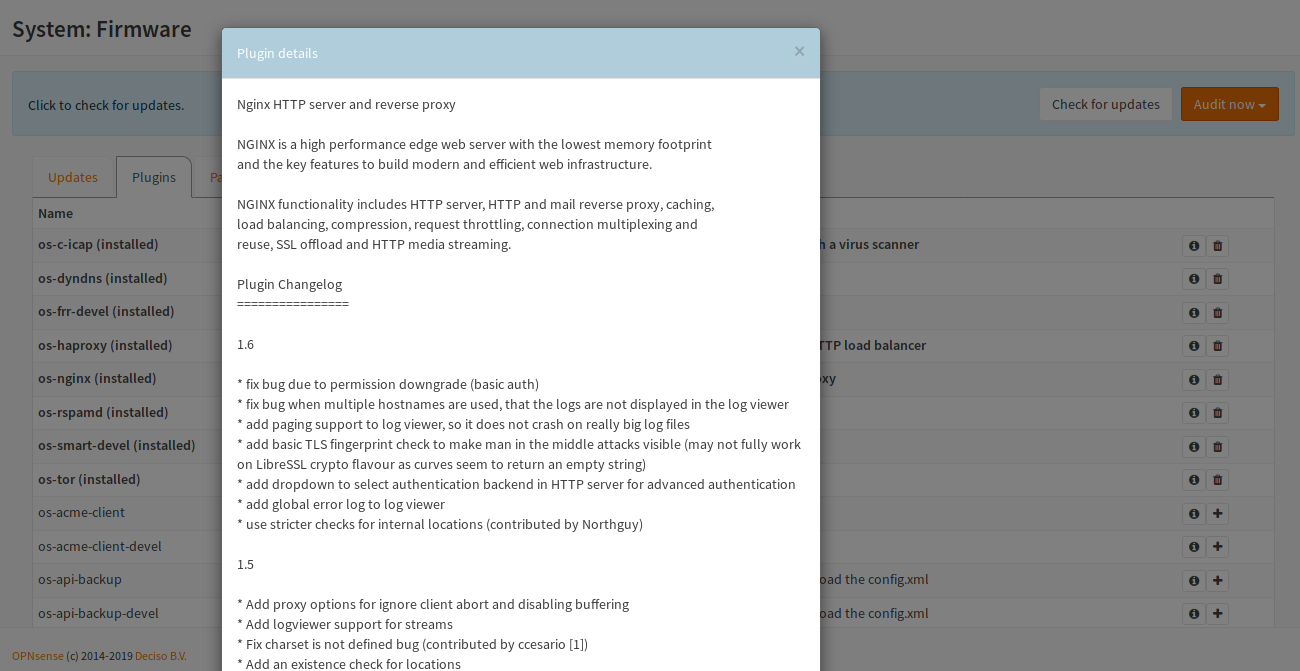 System: Firmware
Plugin details ×
Click to check for updates.
Check for updates
Audit now
Updates
Plugins
Pa
Name
os-c-icap (installed)
h a virus scanner
os-dyndns (installed)
os-frr-devel (installed)
os-haproxy (installed)
TTP load balancer
os-nginx (installed)
oxy
os-rspamd (installed)
os-smart-devel (installed)
os-tor (installed)
os-acme-client
os-acme-client-devel
os-api-backup
oad the config.xml
os-api-backup-devel
oad the config.xml
Nginx HTTP server and reverse proxy
NGINX is a high performance edge web server with the lowest memory footprint
and the key features to build modern and efficient web infrastructure.
NGINX functionality includes HTTP server, HTTP and mail reverse proxy, caching,
load balancing, compression, request throttling, connection multiplexing and
reuse, SSL offload and HTTP media streaming.
Plugin Changelog
================
1.6
* fix bug due to permission downgrade (basic auth)
* fix bug when multiple hostnames are used, that the logs are not displayed in the log viewer
* add paging support to log viewer, so it does not crash on really big log files
* add basic TLS fingerprint check to make man in the middle attacks visible (may not fully work
on LibreSSL crypto flavour as curves seem to return an empty string)
* add dropdown to select authentication backend in HTTP server for advanced authentication
* add global error log to log viewer
* use stricter checks for internal locations (contributed by Northguy)
1.5
* Add proxy options for ignore client abort and disabling buffering
* Add logviewer support for streams
* Fix charset is not defined bug (contributed by ccesario [1])
* Add an existence check for locations
OPNsense (c) 2014-2019 Deciso B.V.